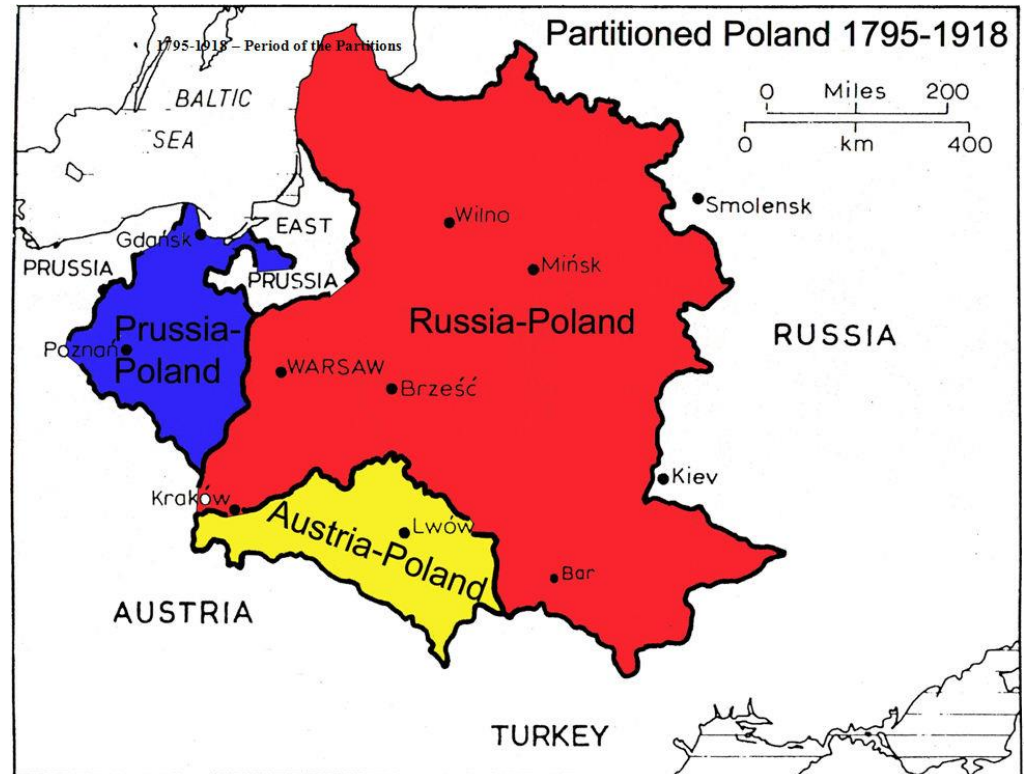 Partitioned Poland 1795-1918
1795-1918 – Period of the Partitions
0 Miles 200
0 km 400
BALTIC
SEA
Smolensk
Wilno
EAST
Gdańsk
PRUSSIA
Mińsk
PRUSSIA
Prussia-
Poland
Russia-Poland
RUSSIA
Poznań
WARSAW
Brześć
Kiev
Kraków
Austria-Poland
Lwów
Bar
AUSTRIA
TURKEY